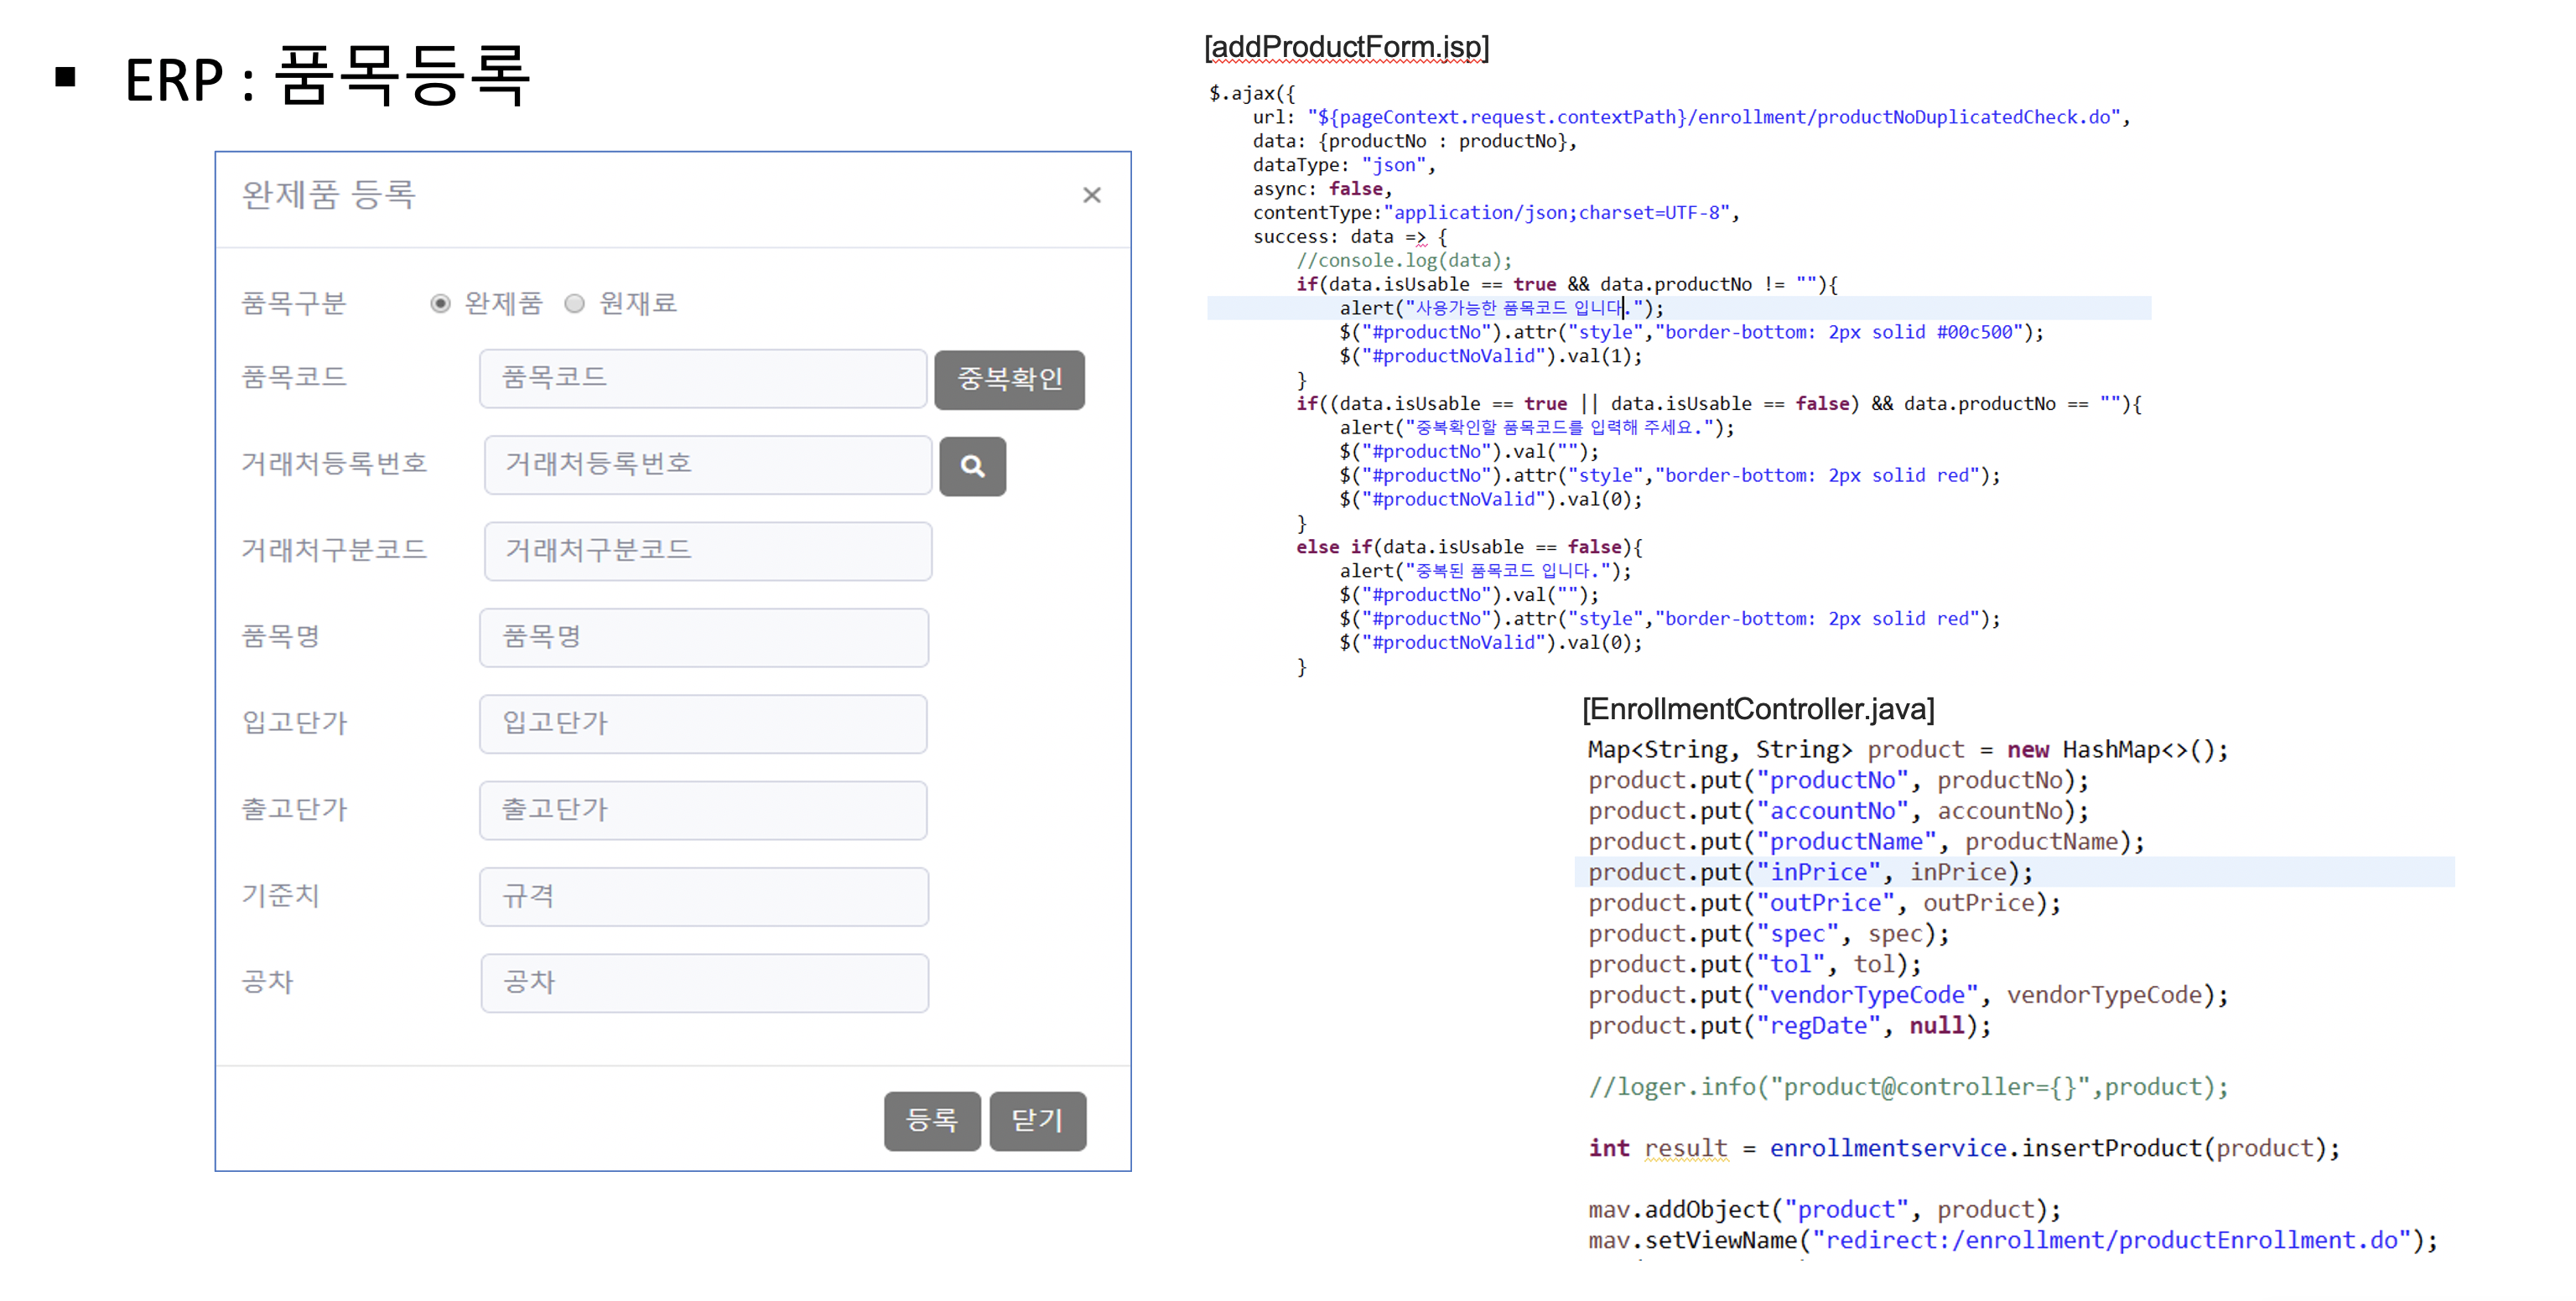 ▪ ERP : 품목등록
완제품 등록 ×
품목구분 완제품 원재료
품목코드 품목코드 중복확인
거래처등록번호 거래처등록번호
거래처구분코드 거래처구분코드
품목명 품목명
입고단가 입고단가
출고단가 출고단가
기준치 규격
공차 공차
등록 닫기
[addProductForm.jsp]
$.ajax({
url: "${pageContext.request.contextPath}/enrollment/productNoDuplicatedCheck.do",
data: {productNo : productNo},
dataType: "json",
async: false,
contentType:"application/json;charset=UTF-8",
success: data => {
//console.log(data);
if(data.isUsable == true && data.productNo != ""){
alert("사용가능한 품목코드 입니다.");
$("#productNo").attr("style","border-bottom: 2px solid #00c500");
$("#productNoValid").val(1);
}
if((data.isUsable == true || data.isUsable == false) && data.productNo == ""){
alert("중복확인할 품목코드를 입력해 주세요.");
$("#productNo").val("");
$("#productNo").attr("style","border-bottom: 2px solid red");
$("#productNoValid").val(0);
}
else if(data.isUsable == false){
alert("중복된 품목코드 입니다.");
$("#productNo").val("");
$("#productNo").attr("style","border-bottom: 2px solid red");
$("#productNoValid").val(0);
}
[EnrollmentController.java]
Map<String, String> product = new HashMap<>();
product.put("productNo", productNo);
product.put("accountNo", accountNo);
product.put("productName", productName);
product.put("inPrice", inPrice);
product.put("outPrice", outPrice);
product.put("spec", spec);
product.put("tol", tol);
product.put("vendorTypeCode", vendorTypeCode);
product.put("regDate", null);
//loger.info("product@controller={}",product);
int result = enrollmentservice.insertProduct(product);
mav.addObject("product", product);
mav.setViewName("redirect:/enrollment/productEnrollment.do");